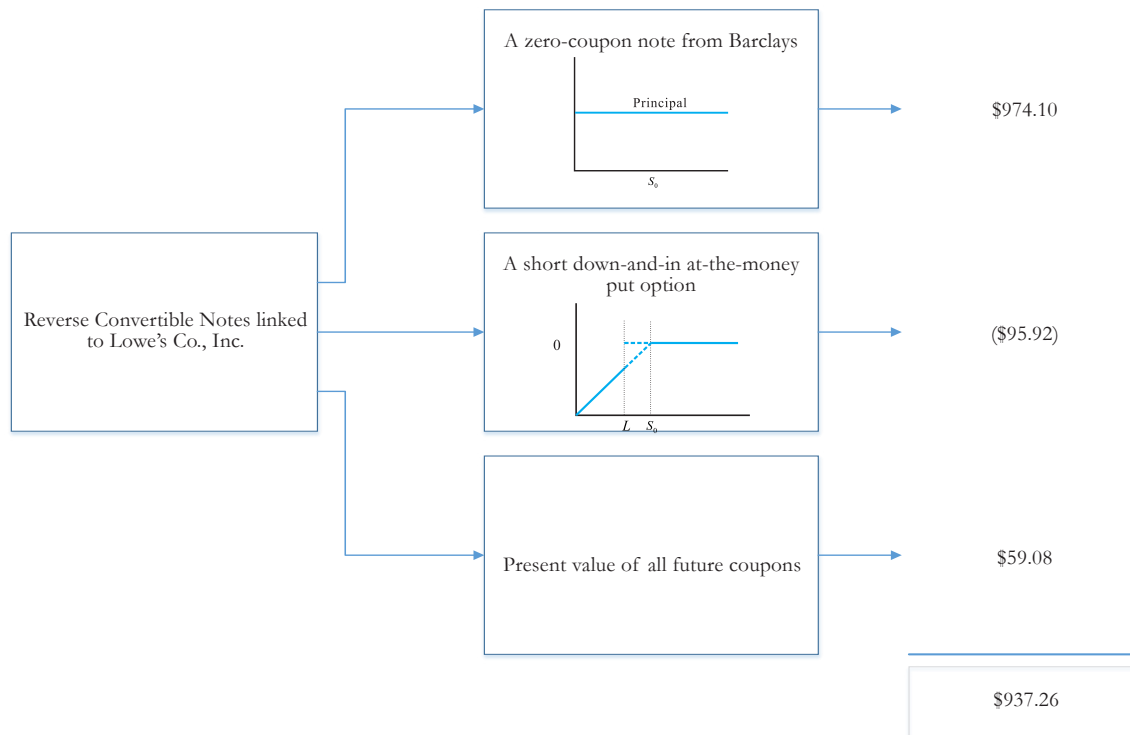 A zero-coupon note from Barclays
Principal
S₀
$974.10
Reverse Convertible Notes linked
to Lowe's Co., Inc.
A short down-and-in at-the-money
put option
0
L S₀
($95.92)
Present value of all future coupons
$59.08
$937.26